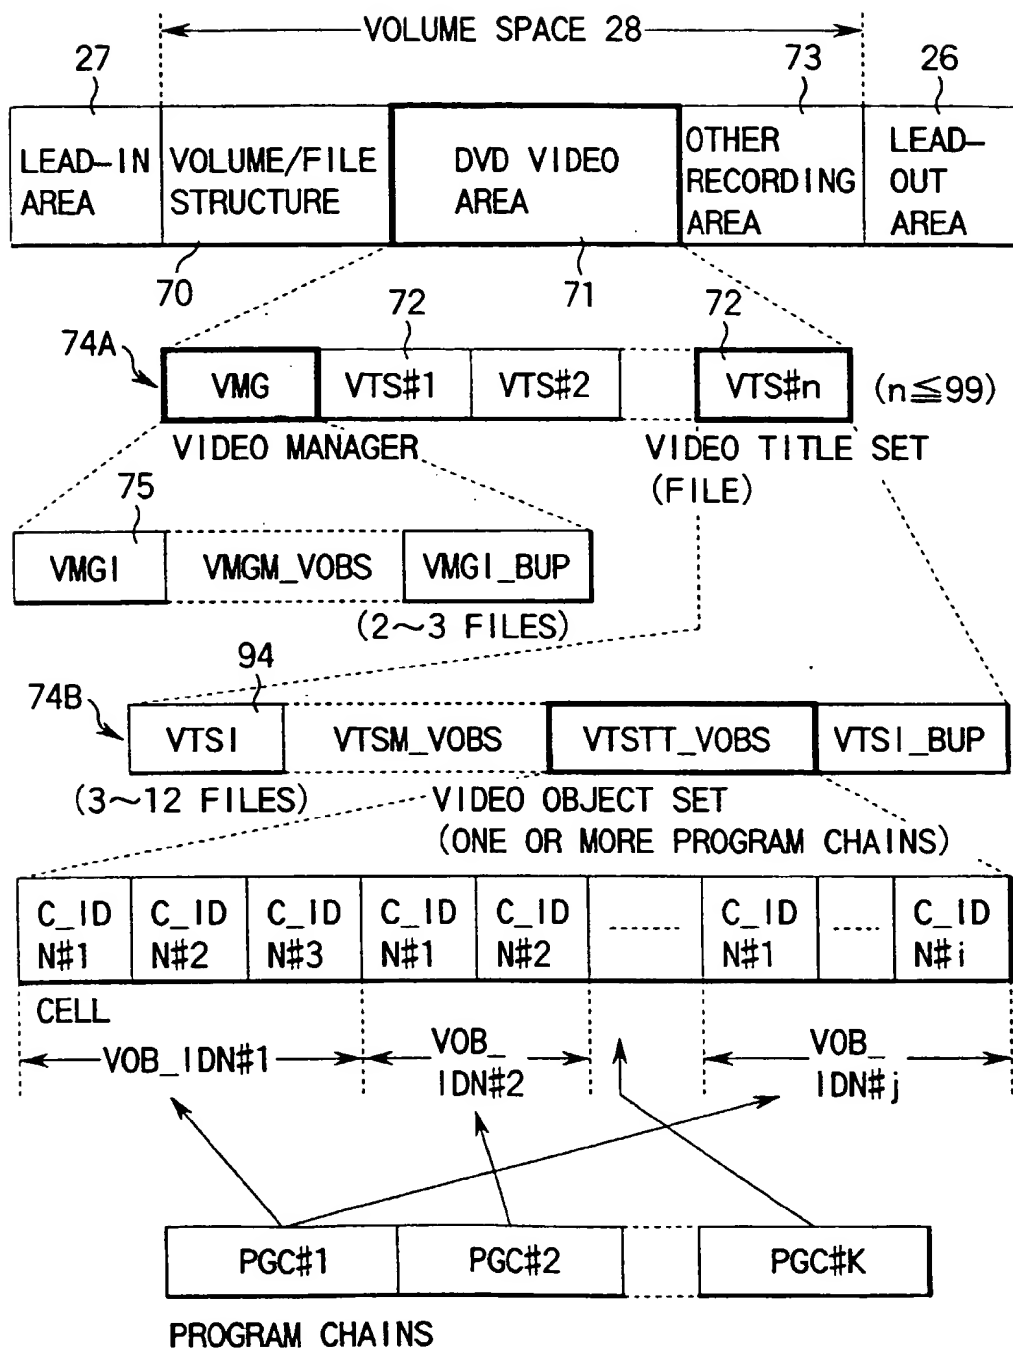 VOLUME SPACE 28
27
73
26
LEAD-IN
AREA
VOLUME/FILE
STRUCTURE
DVD VIDEO
AREA
OTHER
RECORDING
AREA
LEAD-
OUT
AREA
70
71
72
72
74A
VMG
VTS#1
VTS#2
VTS#n
(n≦99)
VIDEO MANAGER
VIDEO TITLE SET
(FILE)
75
VMGI
VMGM_VOBS
VMGI_BUP
(2~3 FILES)
94
74B
VTSI
VTSM_VOBS
VTSTT_VOBS
VTSI_BUP
(3~12 FILES)
VIDEO OBJECT SET
(ONE OR MORE PROGRAM CHAINS)
C_ID
N#1
C_ID
N#2
C_ID
N#3
C_ID
N#1
C_ID
N#2
C_ID
N#1
C_ID
N#i
CELL
VOB_IDN#1
VOB_
IDN#2
VOB_
IDN#j
PGC#1
PGC#2
PGC#K
PROGRAM CHAINS